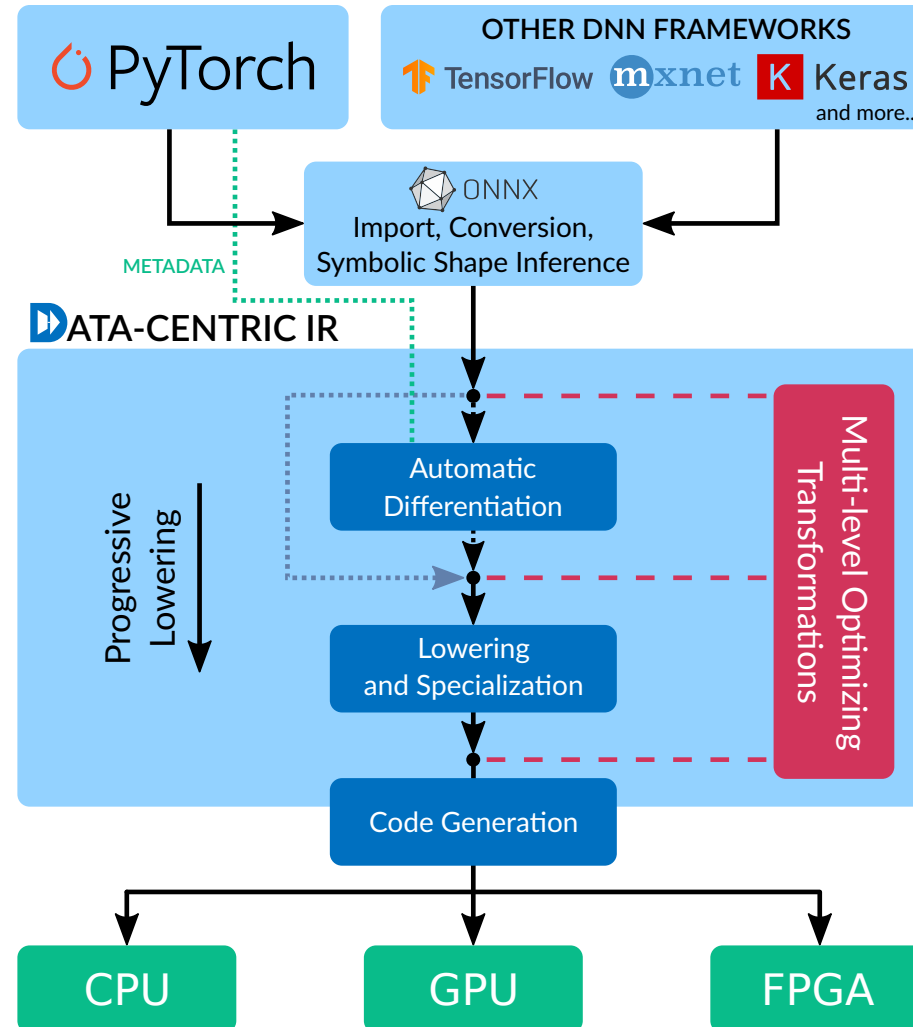 PyTorch
OTHER DNN FRAMEWORKS
TensorFlow
mxnet
K Keras
and more..
ONNX
Import, Conversion,
Symbolic Shape Inference
METADATA
DATA-CENTRIC IR
Automatic
Differentiation
Progressive
Lowering
Multi-level Optimizing
Transformations
Lowering
and Specialization
Code Generation
CPU
GPU
FPGA